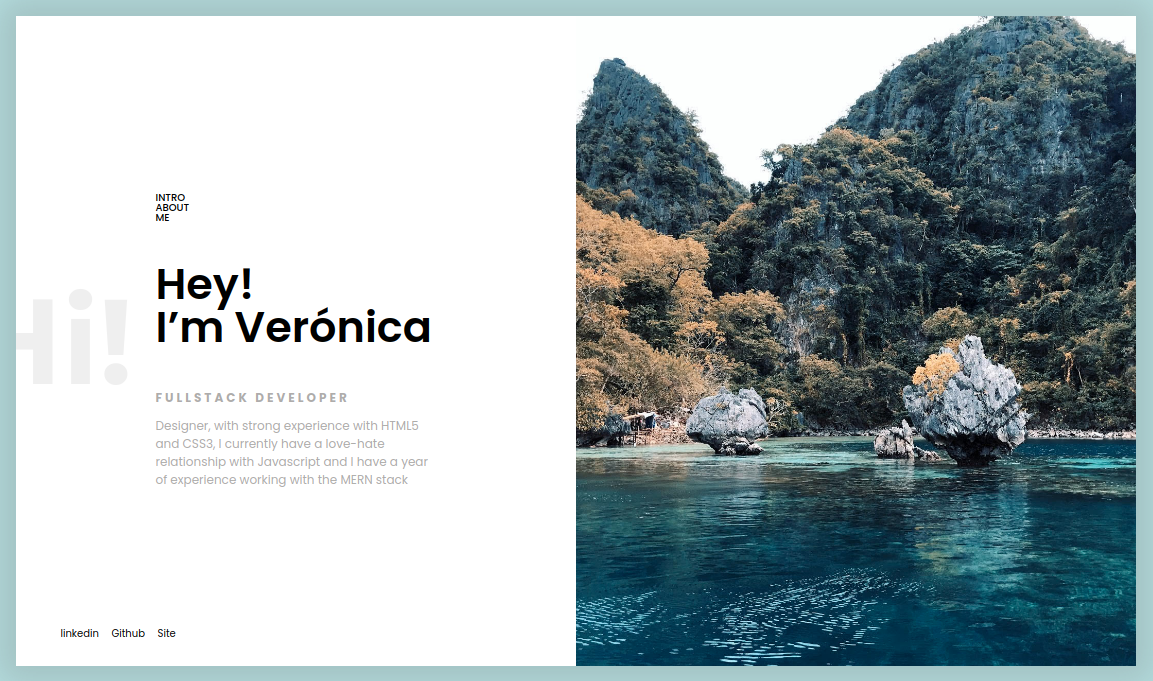 INTRO
ABOUT
ME
Hi!
Hey!
I’m Verónica
FULLSTACK DEVELOPER
Designer, with strong experience with HTML5
and CSS3, I currently have a love-hate
relationship with Javascript and I have a year
of experience working with the MERN stack
linkedin Github Site